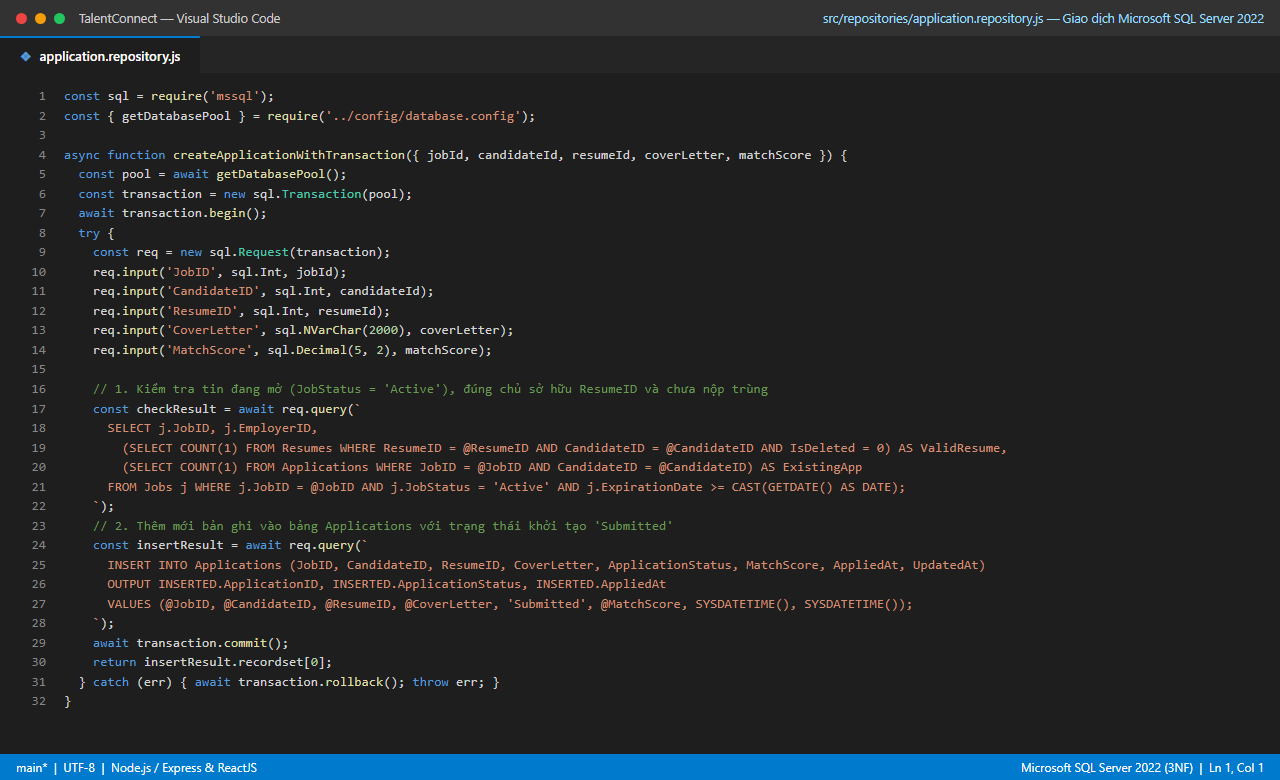 TalentConnect — Visual Studio Code
src/repositories/application.repository.js — Giao dịch Microsoft SQL Server 2022
application.repository.js
1 const sql = require('mssql');
2 const { getDatabasePool } = require('../config/database.config');
3
4 async function createApplicationWithTransaction({ jobId, candidateId, resumeId, coverLetter, matchScore }) {
5   const pool = await getDatabasePool();
6   const transaction = new sql.Transaction(pool);
7   await transaction.begin();
8   try {
9     const req = new sql.Request(transaction);
10     req.input('JobID', sql.Int, jobId);
11     req.input('CandidateID', sql.Int, candidateId);
12     req.input('ResumeID', sql.Int, resumeId);
13     req.input('CoverLetter', sql.NVarChar(2000), coverLetter);
14     req.input('MatchScore', sql.Decimal(5, 2), matchScore);
15
16     // 1. Kiểm tra tin đang mở (JobStatus = 'Active'), đúng chủ sở hữu ResumeID và chưa nộp trùng
17     const checkResult = await req.query(`
18       SELECT j.JobID, j.EmployerID,
19         (SELECT COUNT(1) FROM Resumes WHERE ResumeID = @ResumeID AND CandidateID = @CandidateID AND IsDeleted = 0) AS ValidResume,
20         (SELECT COUNT(1) FROM Applications WHERE JobID = @JobID AND CandidateID = @CandidateID) AS ExistingApp
21       FROM Jobs j WHERE j.JobID = @JobID AND j.JobStatus = 'Active' AND j.ExpirationDate >= CAST(GETDATE() AS DATE);
22     `);
23     // 2. Thêm mới bản ghi vào bảng Applications với trạng thái khởi tạo 'Submitted'
24     const insertResult = await req.query(`
25       INSERT INTO Applications (JobID, CandidateID, ResumeID, CoverLetter, ApplicationStatus, MatchScore, AppliedAt, UpdatedAt)
26       OUTPUT INSERTED.ApplicationID, INSERTED.ApplicationStatus, INSERTED.AppliedAt
27       VALUES (@JobID, @CandidateID, @ResumeID, @CoverLetter, 'Submitted', @MatchScore, SYSDATETIME(), SYSDATETIME());
28     `);
29     await transaction.commit();
30     return insertResult.recordset[0];
31   } catch (err) { await transaction.rollback(); throw err; }
32 }
main* | UTF-8 | Node.js / Express & ReactJS
Microsoft SQL Server 2022 (3NF) | Ln 1, Col 1